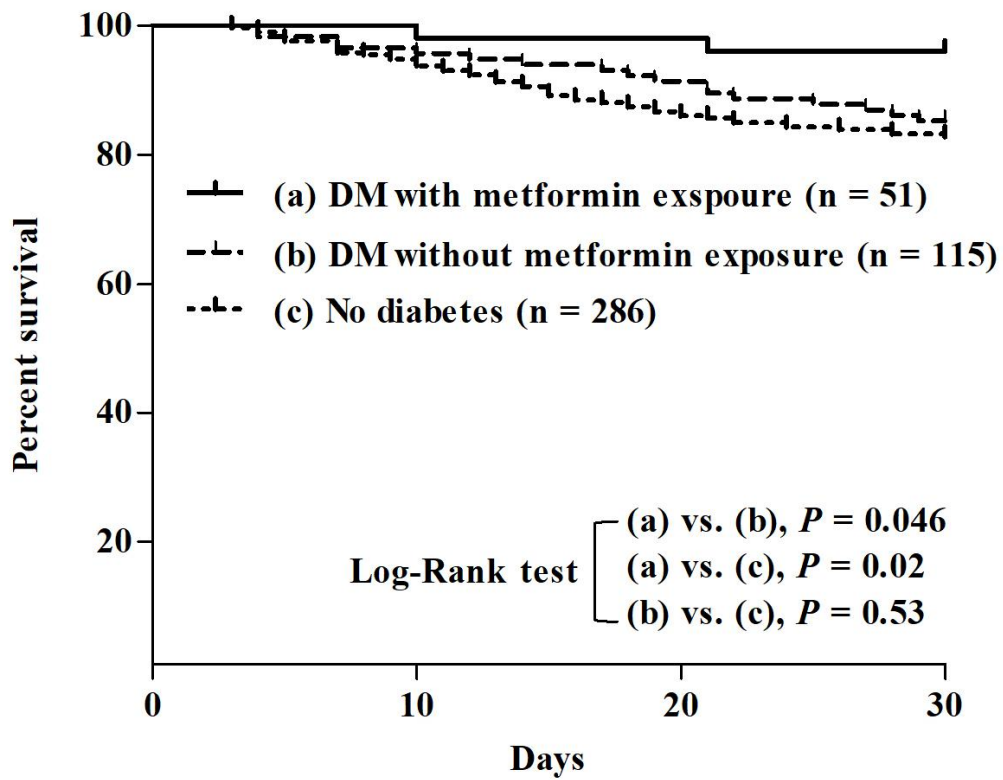 100
80
60
40
20
Percent survival
(a) DM with metformin exspoure (n = 51)
(b) DM without metformin exposure (n = 115)
(c) No diabetes (n = 286)
Log-Rank test
(a) vs. (b), P = 0.046
(a) vs. (c), P = 0.02
(b) vs. (c), P = 0.53
0 10 20 30
Days